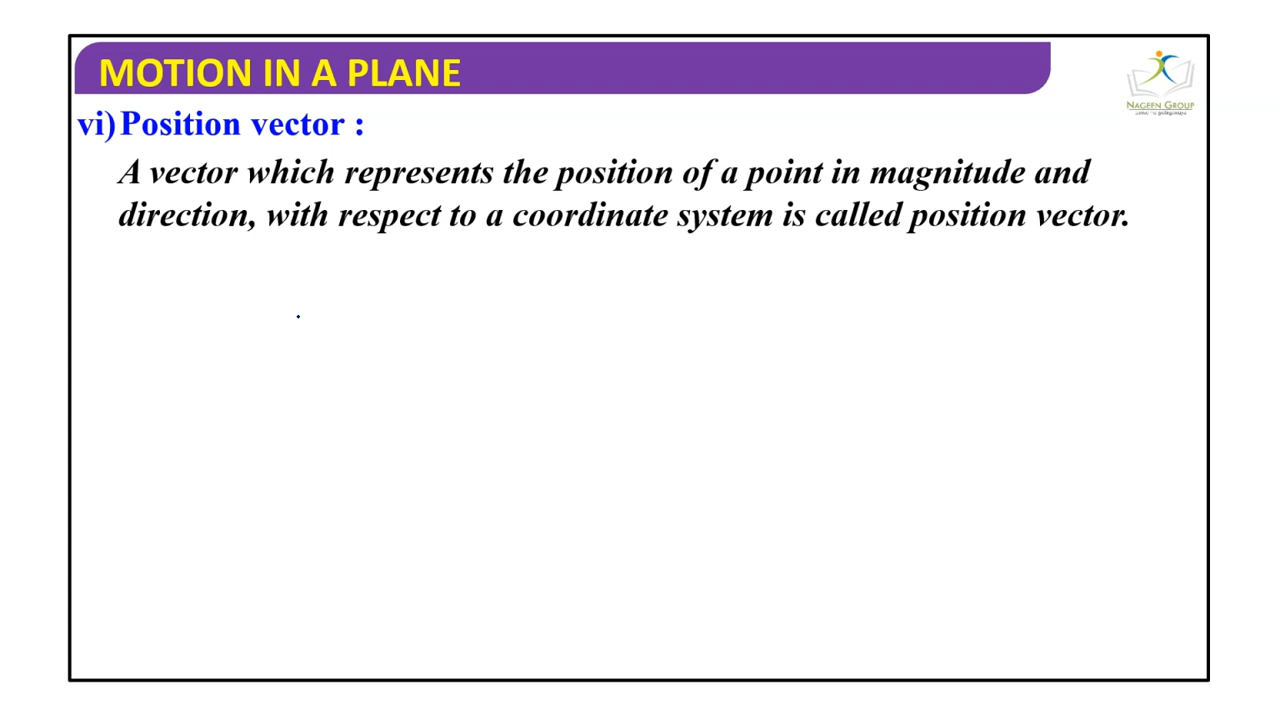 MOTION IN A PLANE
NAGEEN GROUP
vi) Position vector :
A vector which represents the position of a point in magnitude and
direction, with respect to a coordinate system is called position vector.